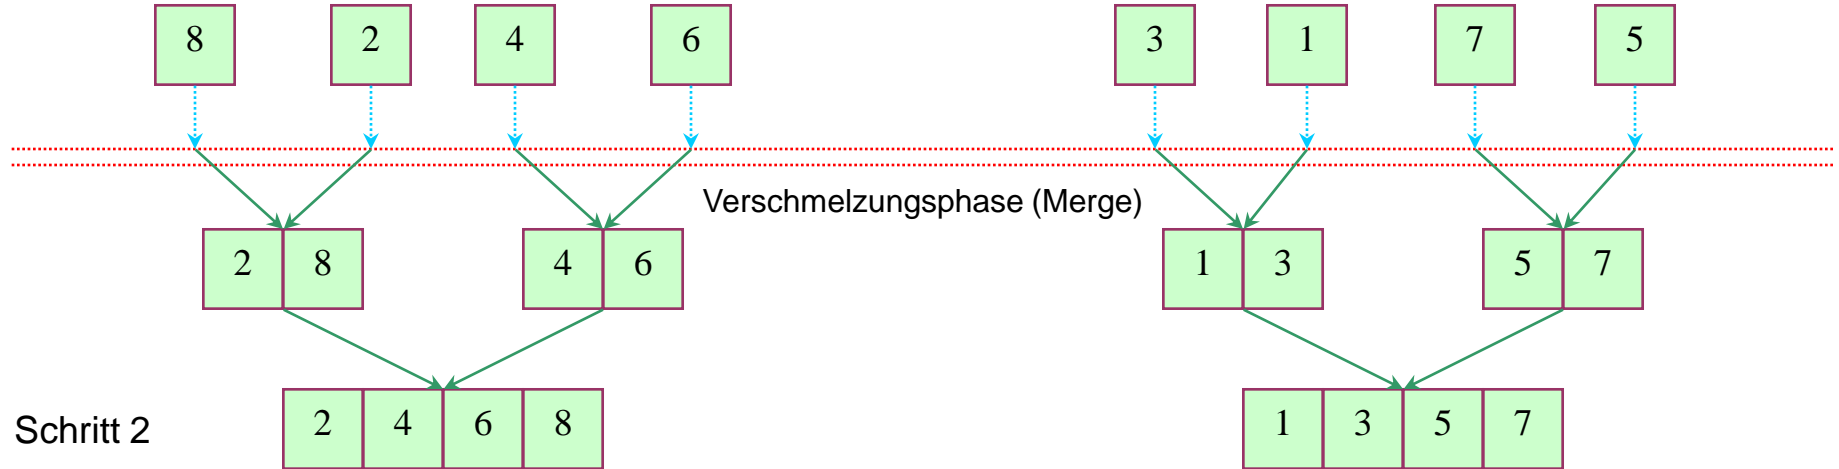 8 2 4 6 3 1 7 5
Verschmelzungsphase (Merge)
2 8 4 6 1 3 5 7
Schritt 2 2 4 6 8 1 3 5 7